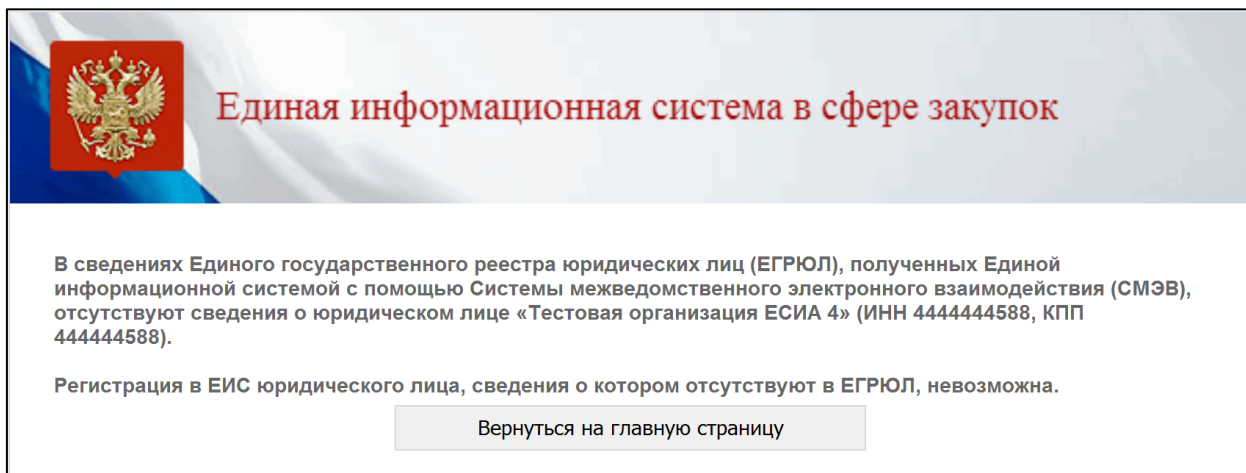 Единая информационная система в сфере закупок
В сведениях Единого государственного реестра юридических лиц (ЕГРЮЛ), полученных Единой
информационной системой с помощью Системы межведомственного электронного взаимодействия (СМЭВ),
отсутствуют сведения о юридическом лице «Тестовая организация ЕСИА 4» (ИНН 4444444588, КПП
444444588).
Регистрация в ЕИС юридического лица, сведения о котором отсутствуют в ЕГРЮЛ, невозможна.
Вернуться на главную страницу